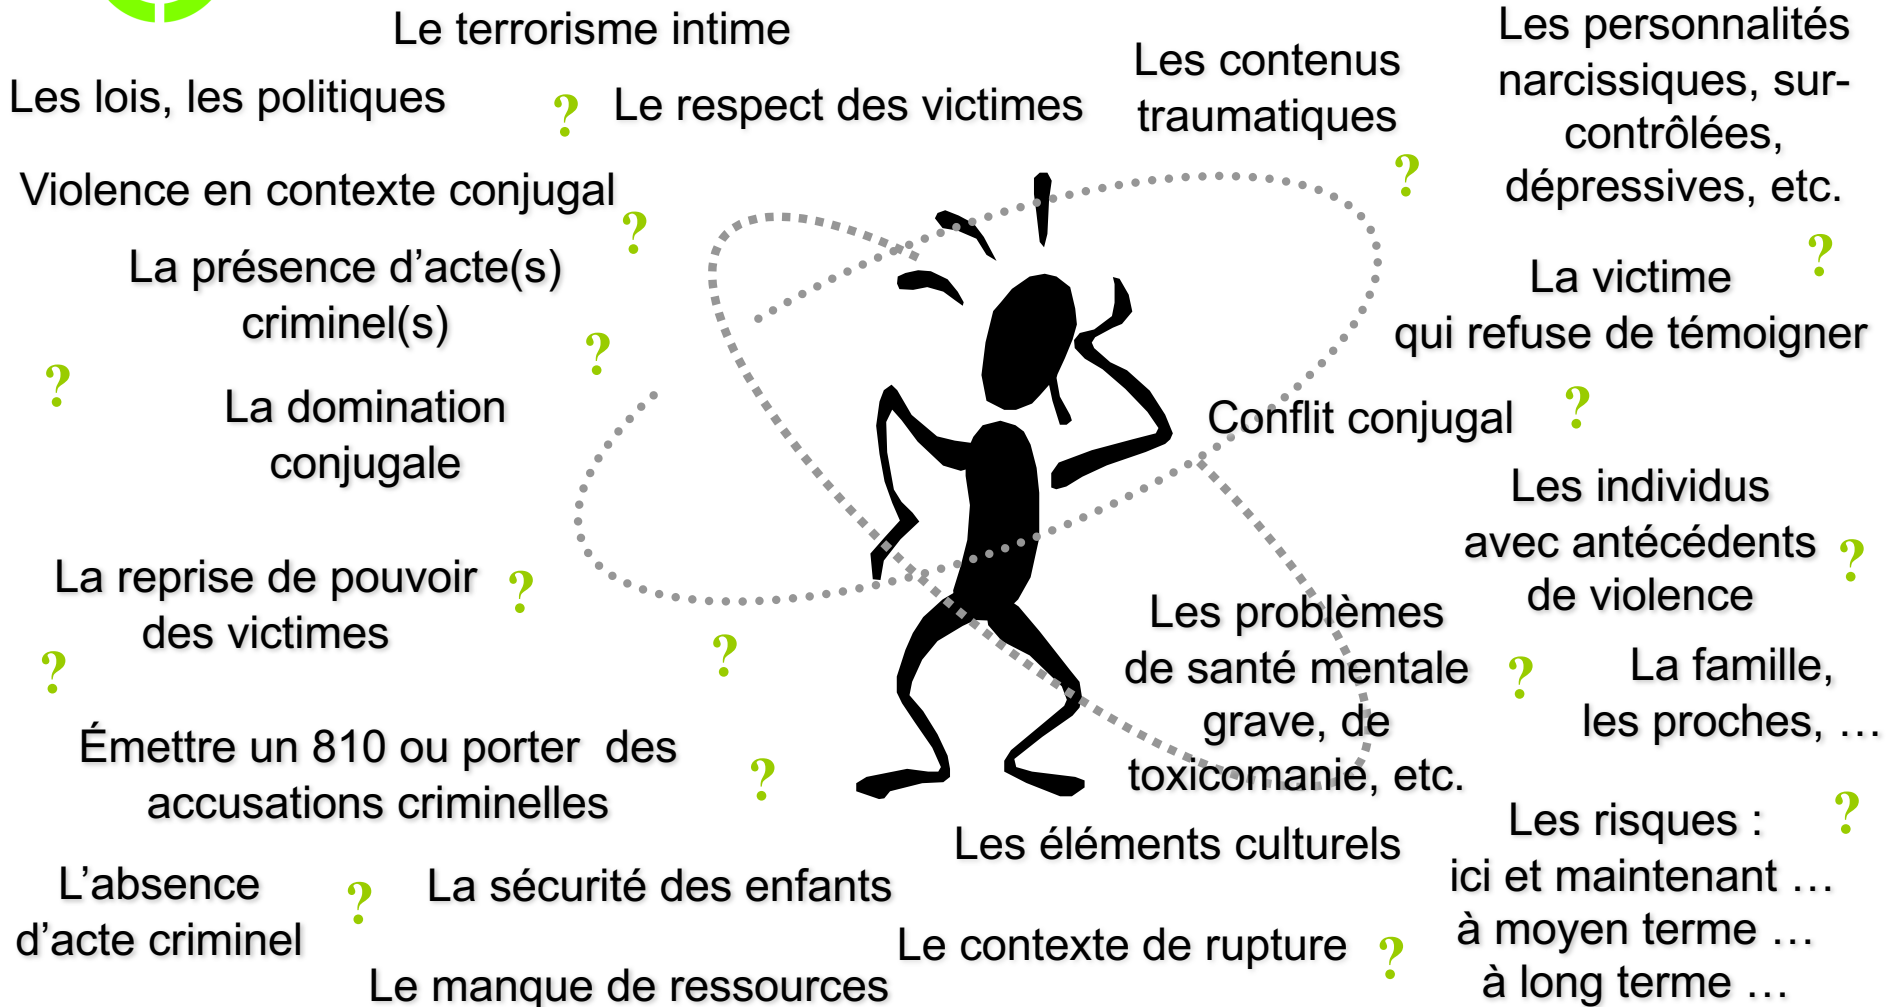 Le terrorisme intime
Les lois, les politiques
?
Le respect des victimes
Les contenus
traumatiques
?
Les personnalités
narcissiques, sur-
contrôlées,
dépressives, etc.
?
Violence en contexte conjugal
?
La présence d’acte(s)
criminel(s)
?
La victime
qui refuse de témoigner
?
La domination
conjugale
Conflit conjugal
?
Les individus
avec antécédents
de violence
?
La reprise de pouvoir
des victimes
?
?
?
Les problèmes
de santé mentale
grave, de
toxicomanie, etc.
?
La famille,
les proches, …
Émettre un 810 ou porter des
accusations criminelles
?
Les éléments culturels
Les risques :
ici et maintenant …
à moyen terme …
à long terme …
?
L’absence
d’acte criminel
?
La sécurité des enfants
Le contexte de rupture
?
Le manque de ressources